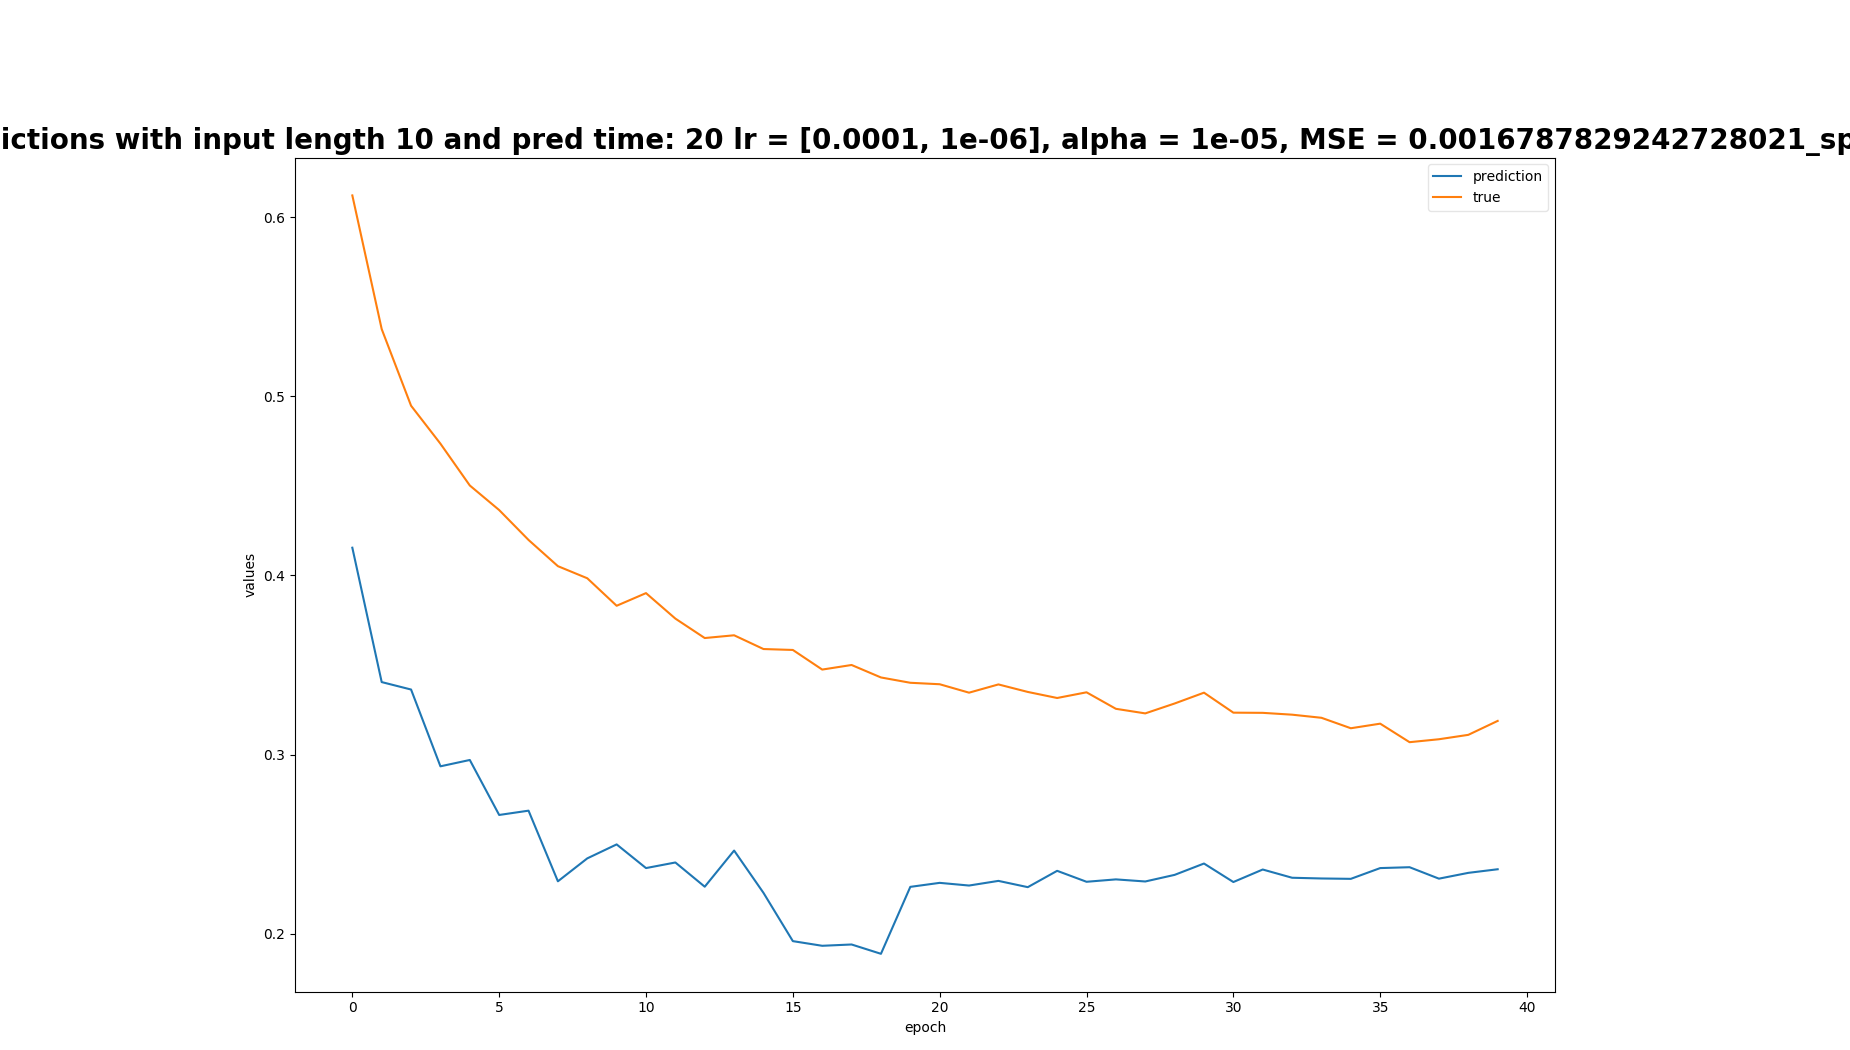 ictions with input length 10 and pred time: 20 lr = [0.0001, 1e-06], alpha = 1e-05, MSE = 0.0016787829242728021_sp
prediction
true
0.6
0.5
0.4
0.3
0.2
values
0 5 10 15 20 25 30 35 40
epoch